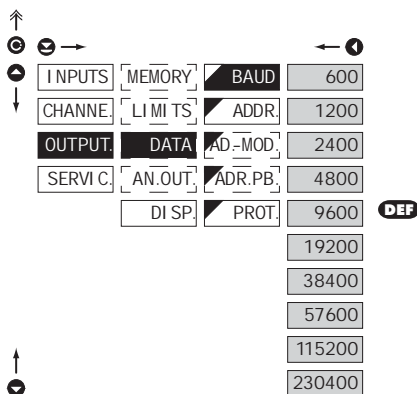 INPUTS MEMORY BAUD 600
CHANNE. LIMITS ADDR. 1200
OUTPUT. DATA AD.-MOD. 2400
SERVIC. AN.OUT. ADR.PB. 4800
DISP. PROT. 9600 DEF
19200
38400
57600
115200
230400